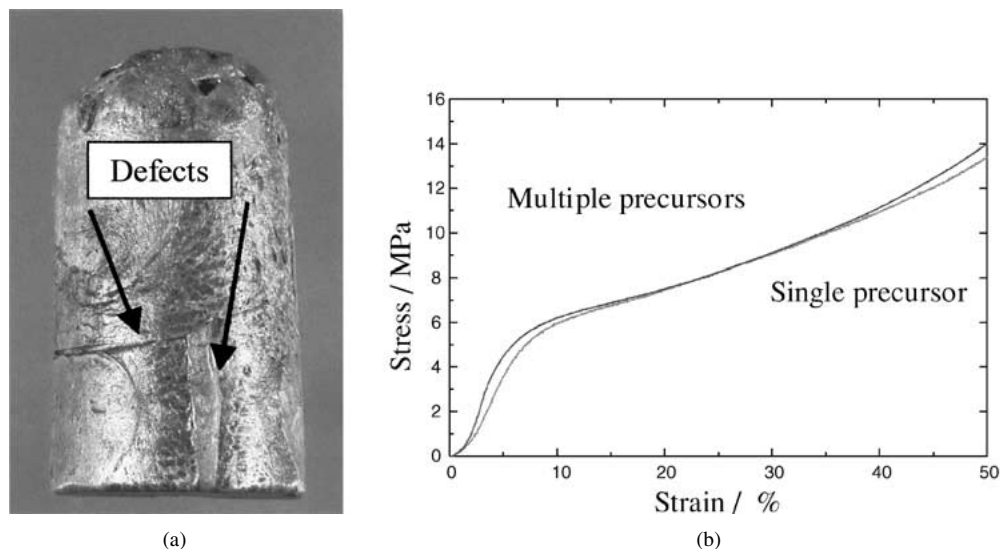 Defects
(a)
16
14
12
10
8
6
4
2
0
Stress / MPa
Multiple precursors
Single precursor
0 10 20 30 40 50
Strain / %
(b)